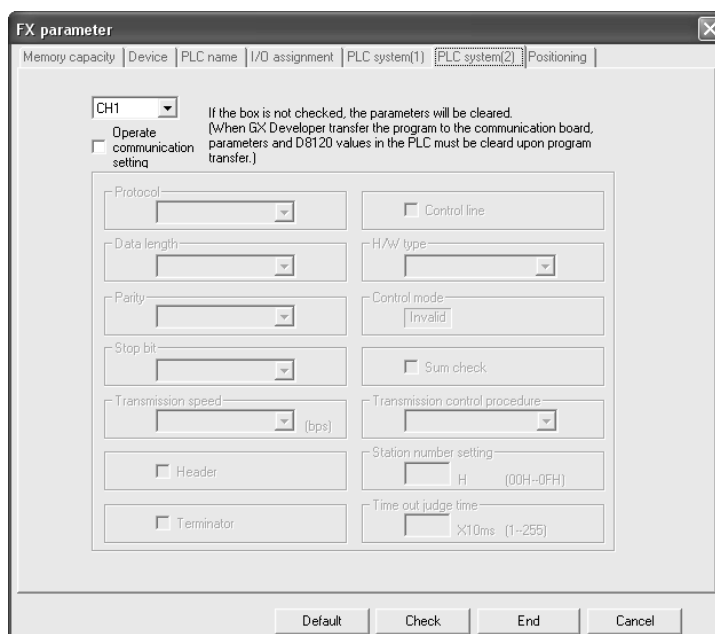 FX parameter
Memory capacity Device PLC name I/O assignment PLC system(1) PLC system(2) Positioning
CH1
If the box is not checked, the parameters will be cleared.
(When GX Developer transfer the program to the communication board,
parameters and D8120 values in the PLC must be cleard upon program
transfer.)
Operate
communication
setting
Protocol
Control line
Data length
H/W type
Parity
Control mode
Invalid
Stop bit
Sum check
Transmission speed
(bps)
Transmission control procedure
Header
Station number setting
H (00H--0FH)
Terminator
Time out judge time
X10ms (1--255)
Default Check End Cancel